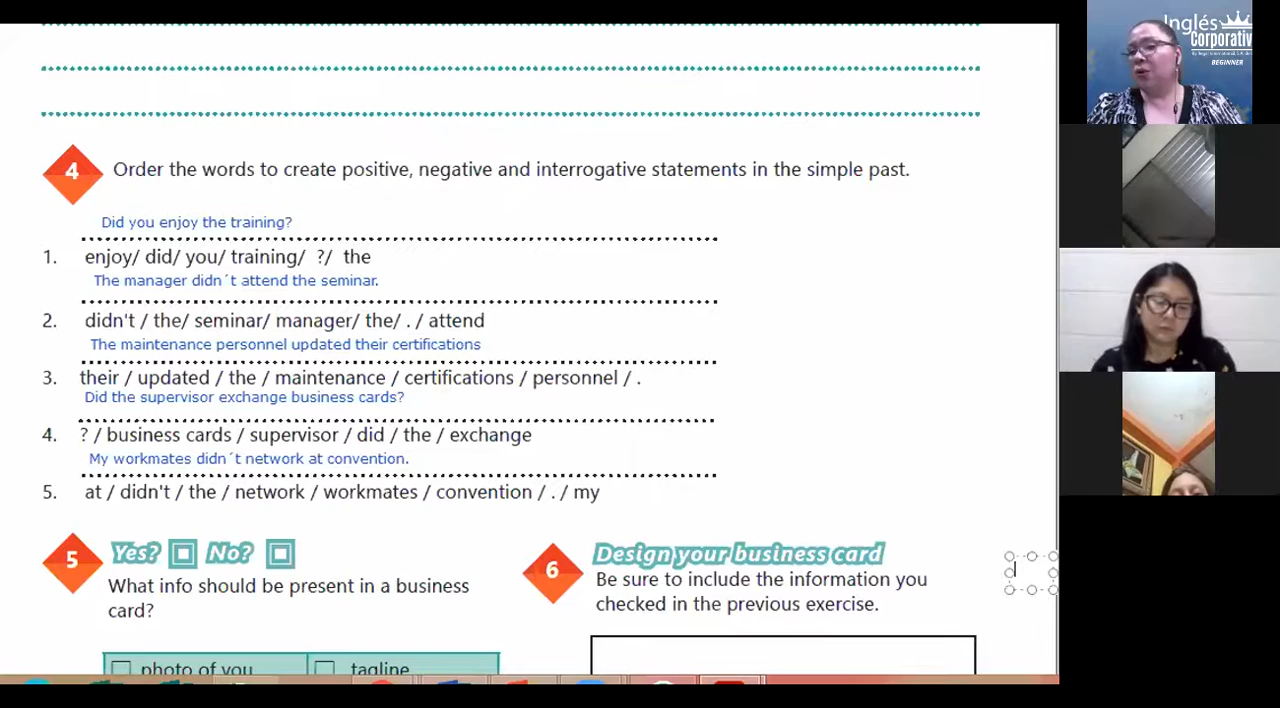 Inglés
Corporativ
BEGINNER
4 Order the words to create positive, negative and interrogative statements in the simple past.
Did you enjoy the training?
1. enjoy/ did/ you/ training/ ?/ the
The manager didn´t attend the seminar.
2. didn't / the/ seminar/ manager/ the/ . / attend
The maintenance personnel updated their certifications
3. their / updated / the / maintenance / certifications / personnel / .
Did the supervisor exchange business cards?
4. ? / business cards / supervisor / did / the / exchange
My workmates didn´t network at convention.
5. at / didn't / the / network / workmates / convention / . / my
5 Yes? No?
What info should be present in a business
card?
photo of you
tagline
6 Design your business card
Be sure to include the information you
checked in the previous exercise.